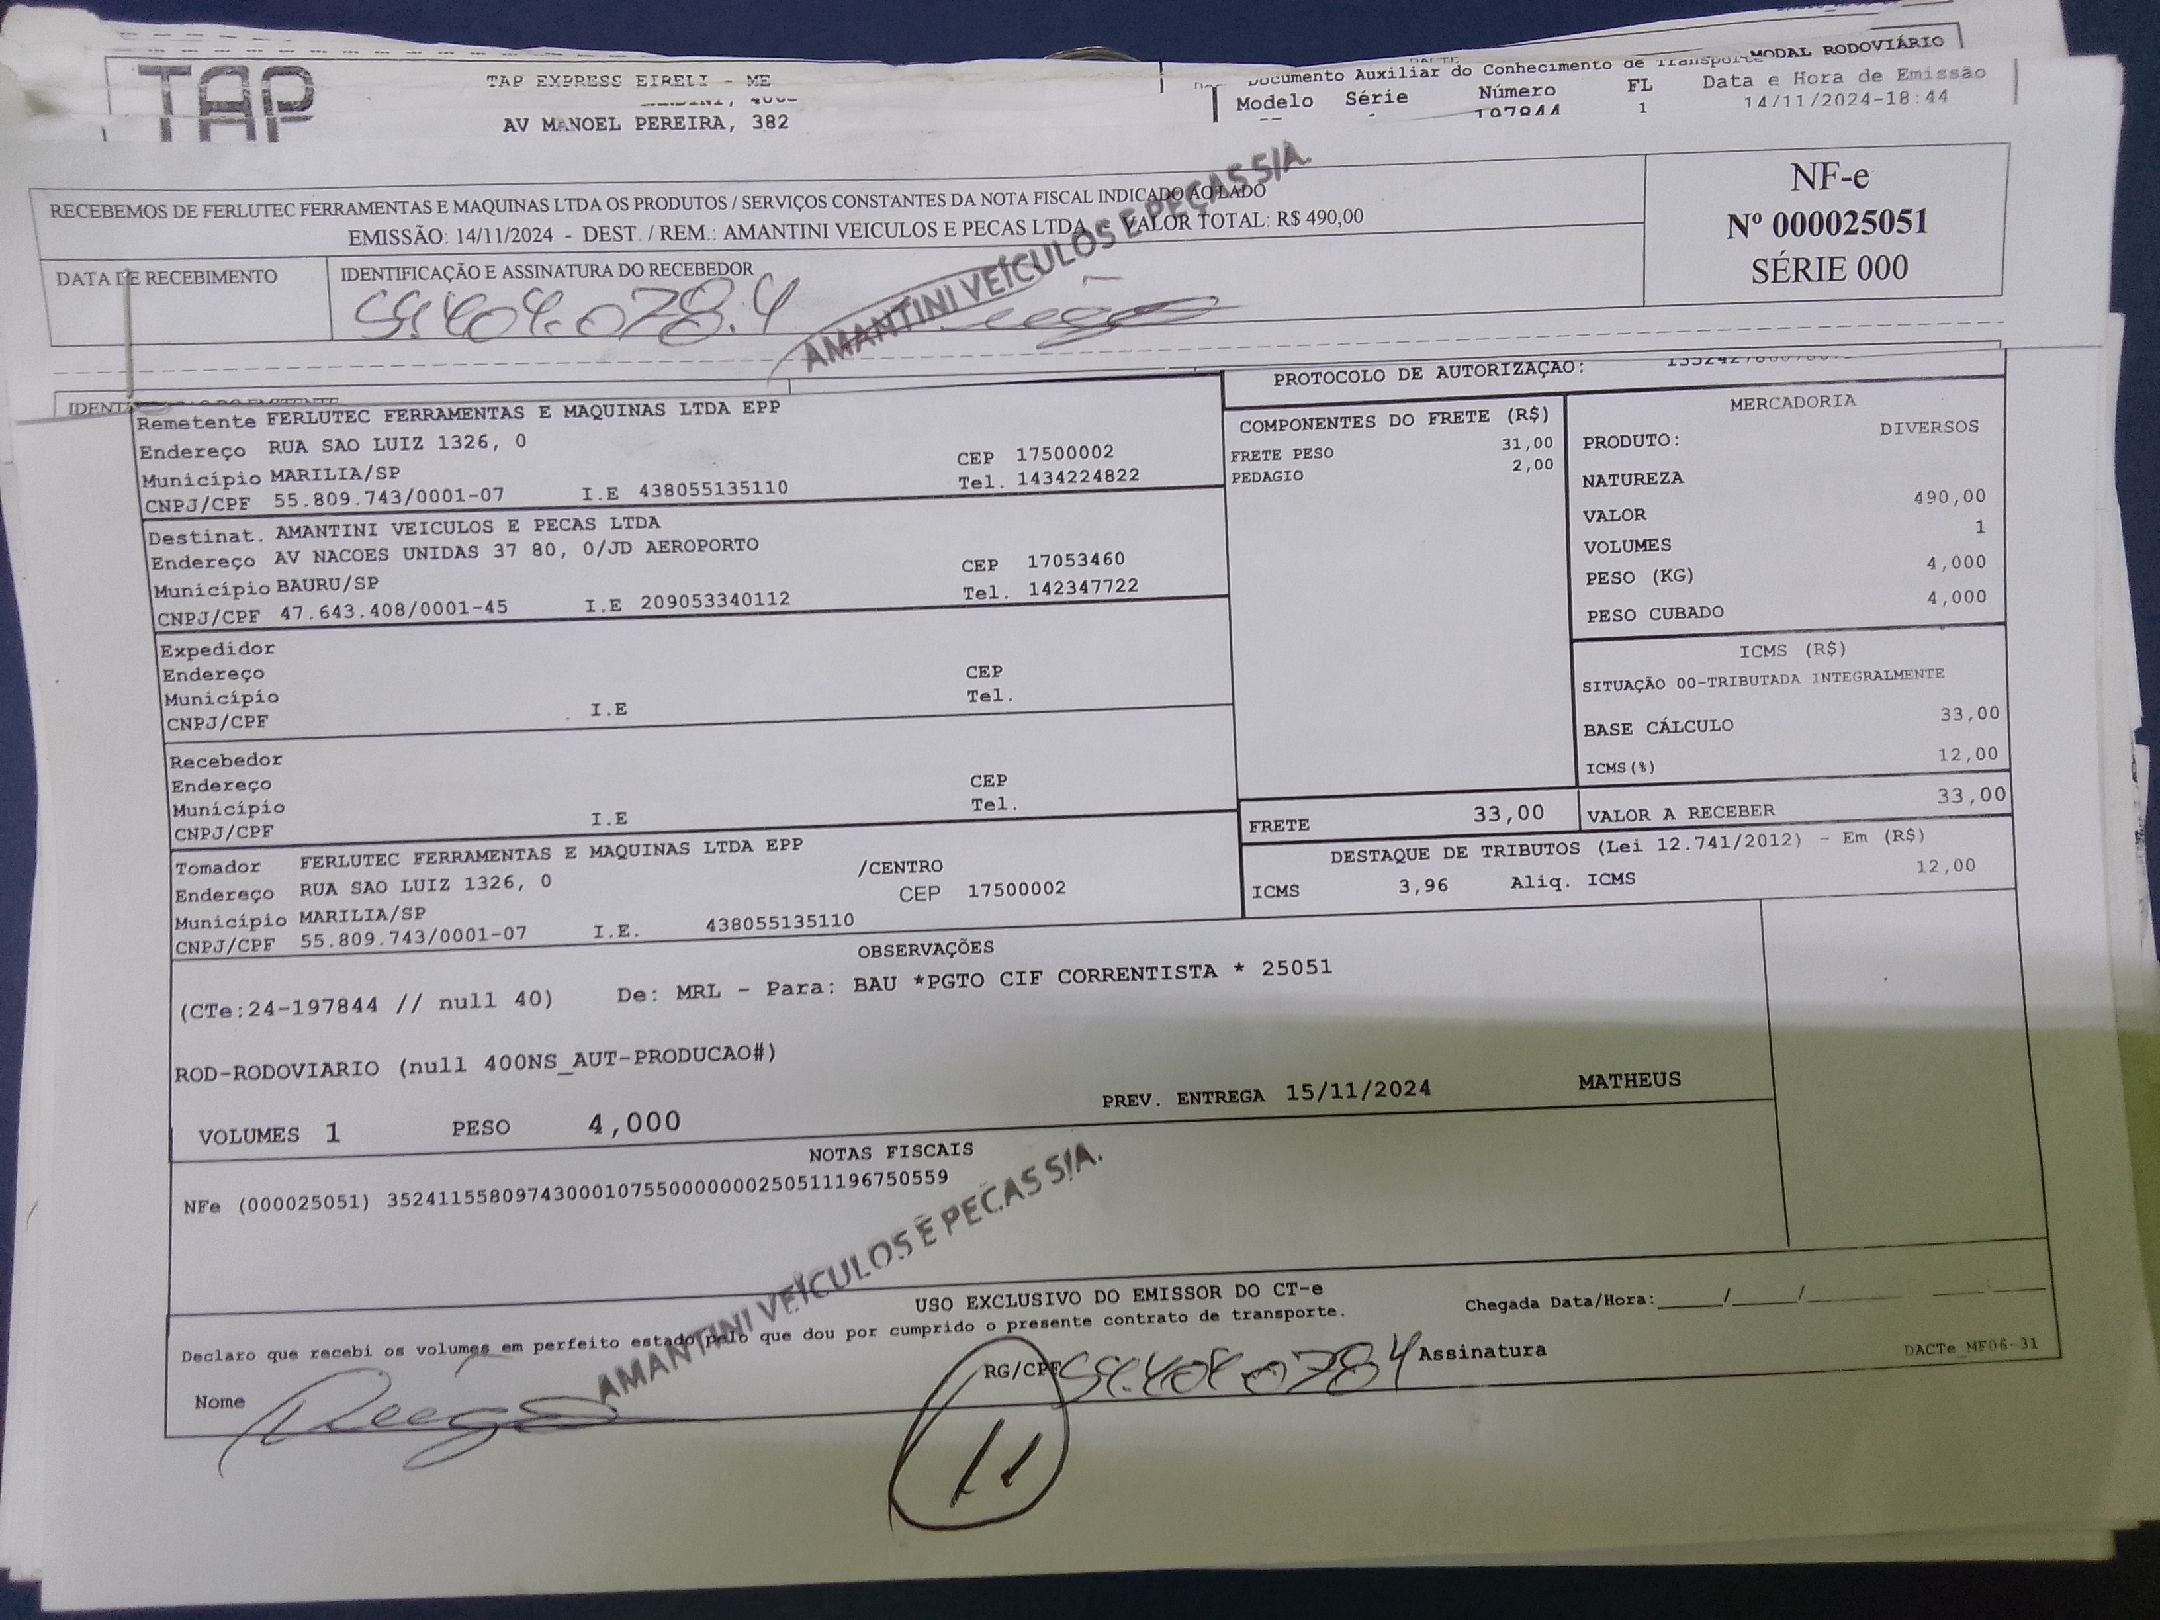 TAP
TAP EXPRESS EIRELI - ME
AV MANOEL PEREIRA, 382
MODAL RODOVIÁRIO
Documento Auxiliar do Conhecimento de Transporte
Modelo Série Número FL Data e Hora de Emissão
197844 1 14/11/2024-18:44
RECEBEMOS DE FERLUTEC FERRAMENTAS E MAQUINAS LTDA OS PRODUTOS / SERVIÇOS CONSTANTES DA NOTA FISCAL INDICADO AO LADO
EMISSÃO: 14/11/2024 - DEST. / REM.: AMANTINI VEICULOS E PECAS LTDA - VALOR TOTAL: R$ 490,00
NF-e
Nº 000025051
SÉRIE 000
DATA DE RECEBIMENTO
IDENTIFICAÇÃO E ASSINATURA DO RECEBEDOR
AMANTINI VEÍCULOS E PEÇAS S/A.
PROTOCOLO DE AUTORIZAÇÃO:
Remetente FERLUTEC FERRAMENTAS E MAQUINAS LTDA EPP
Endereço RUA SAO LUIZ 1326, 0
Município MARILIA/SP CEP 17500002
CNPJ/CPF 55.809.743/0001-07 I.E 438055135110 Tel. 1434224822
Destinat. AMANTINI VEICULOS E PECAS LTDA
Endereço AV NACOES UNIDAS 37 80, 0/JD AEROPORTO
Município BAURU/SP CEP 17053460
CNPJ/CPF 47.643.408/0001-45 I.E 209053340112 Tel. 142347722
Expedidor
Endereço CEP
Município Tel.
CNPJ/CPF I.E
Recebedor
Endereço CEP
Município Tel.
CNPJ/CPF I.E
Tomador FERLUTEC FERRAMENTAS E MAQUINAS LTDA EPP
Endereço RUA SAO LUIZ 1326, 0 /CENTRO
Município MARILIA/SP CEP 17500002
CNPJ/CPF 55.809.743/0001-07 I.E. 438055135110
COMPONENTES DO FRETE (R$)
FRETE PESO 31,00
PEDAGIO 2,00
FRETE 33,00
MERCADORIA
PRODUTO: DIVERSOS
NATUREZA
VALOR 490,00
VOLUMES 1
PESO (KG) 4,000
PESO CUBADO 4,000
ICMS (R$)
SITUAÇÃO 00-TRIBUTADA INTEGRALMENTE
BASE CÁLCULO 33,00
ICMS(%) 12,00
VALOR A RECEBER 33,00
DESTAQUE DE TRIBUTOS (Lei 12.741/2012) - Em (R$)
ICMS 3,96 Aliq. ICMS 12,00
OBSERVAÇÕES
(CTe:24-197844 // null 40) De: MRL - Para: BAU *PGTO CIF CORRENTISTA * 25051
ROD-RODOVIARIO (null 400NS_AUT-PRODUCAO#)
VOLUMES 1 PESO 4,000 PREV. ENTREGA 15/11/2024 MATHEUS
NOTAS FISCAIS
NFe (000025051) 35241155809743000107550000000250511196750559
AMANTINI VEÍCULOS E PEÇAS S/A.
USO EXCLUSIVO DO EMISSOR DO CT-e
Declaro que recebi os volumes em perfeito estado pelo que dou por cumprido o presente contrato de transporte.
Chegada Data/Hora:____/____/____
Nome RG/CPF Assinatura
DACTe_MF06-31
11